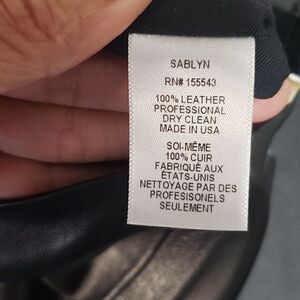 SABLYN
RN# 155543
100% LEATHER
PROFESSIONAL
DRY CLEAN
MADE IN USA
SOI-MÊME
100% CUIR
FABRIQUÉ AUX
ÉTATS-UNIS
NETTOYAGE PAR DES
PROFESISONELS
SEULEMENT